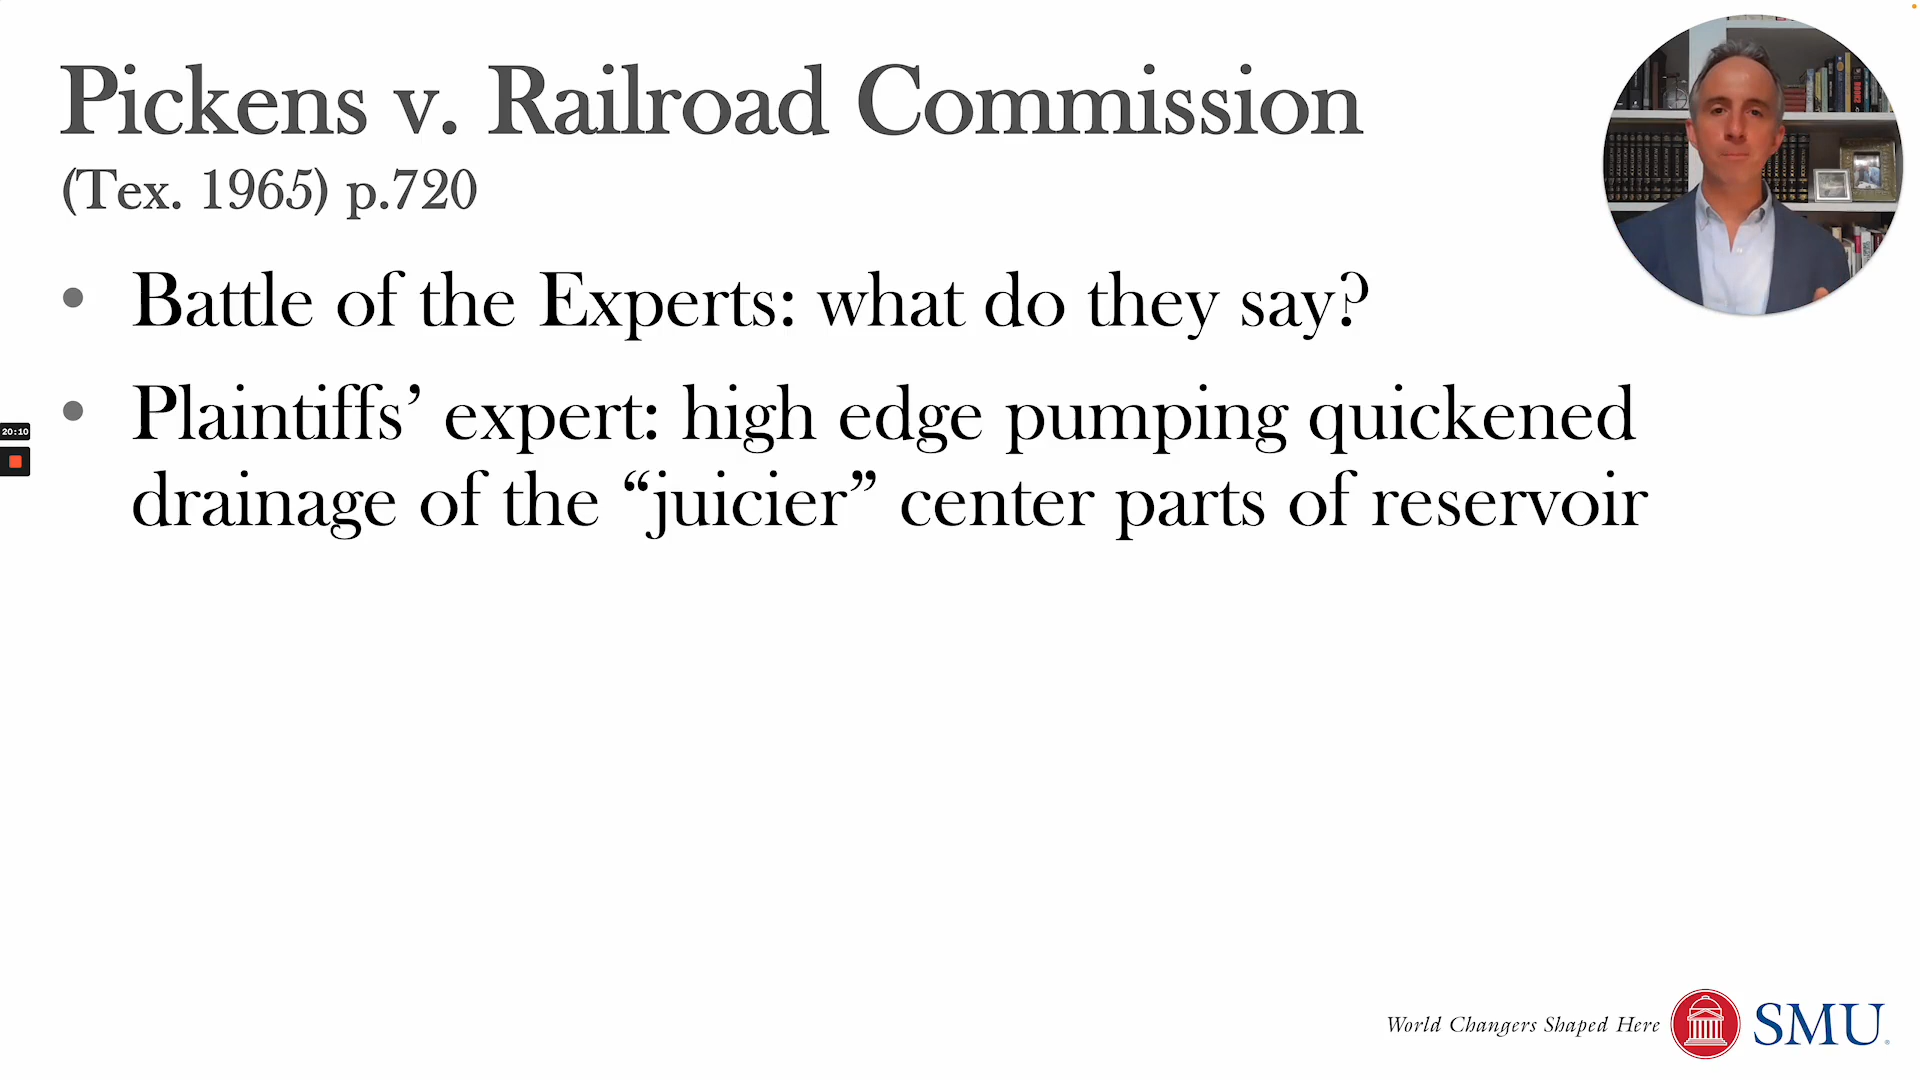 Pickens v. Railroad Commission
(Tex. 1965) p.720
• Battle of the Experts: what do they say?
• Plaintiffs’ expert: high edge pumping quickened
drainage of the “juicier” center parts of reservoir
20:10
World Changers Shaped Here
SMU